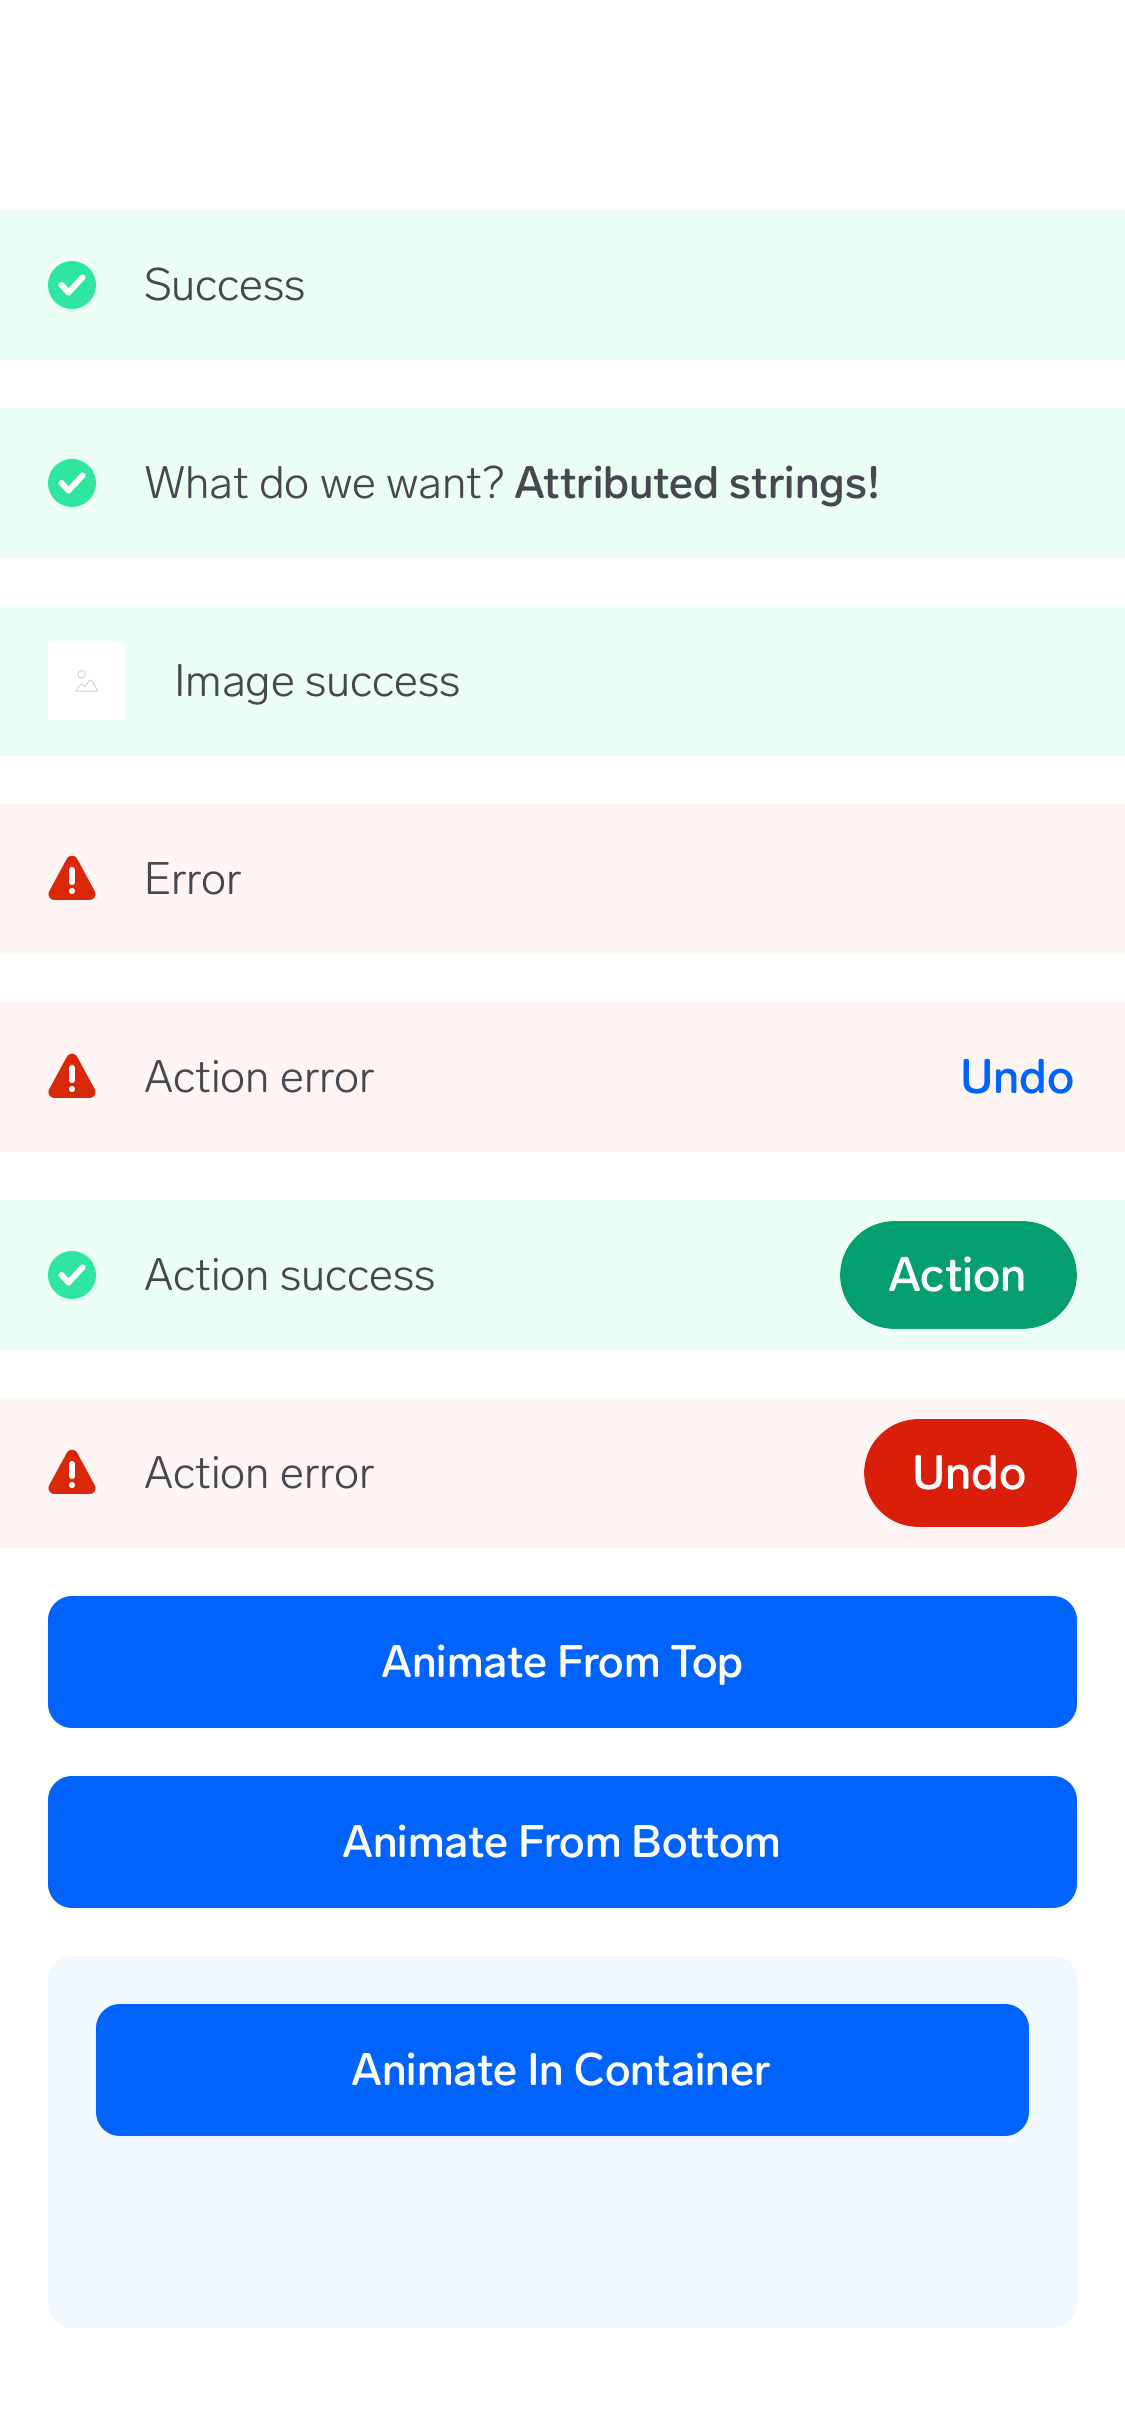 Success
What do we want? Attributed strings!
Image success
Error
Action error Undo
Action success Action
Action error Undo
Animate From Top
Animate From Bottom
Animate In Container